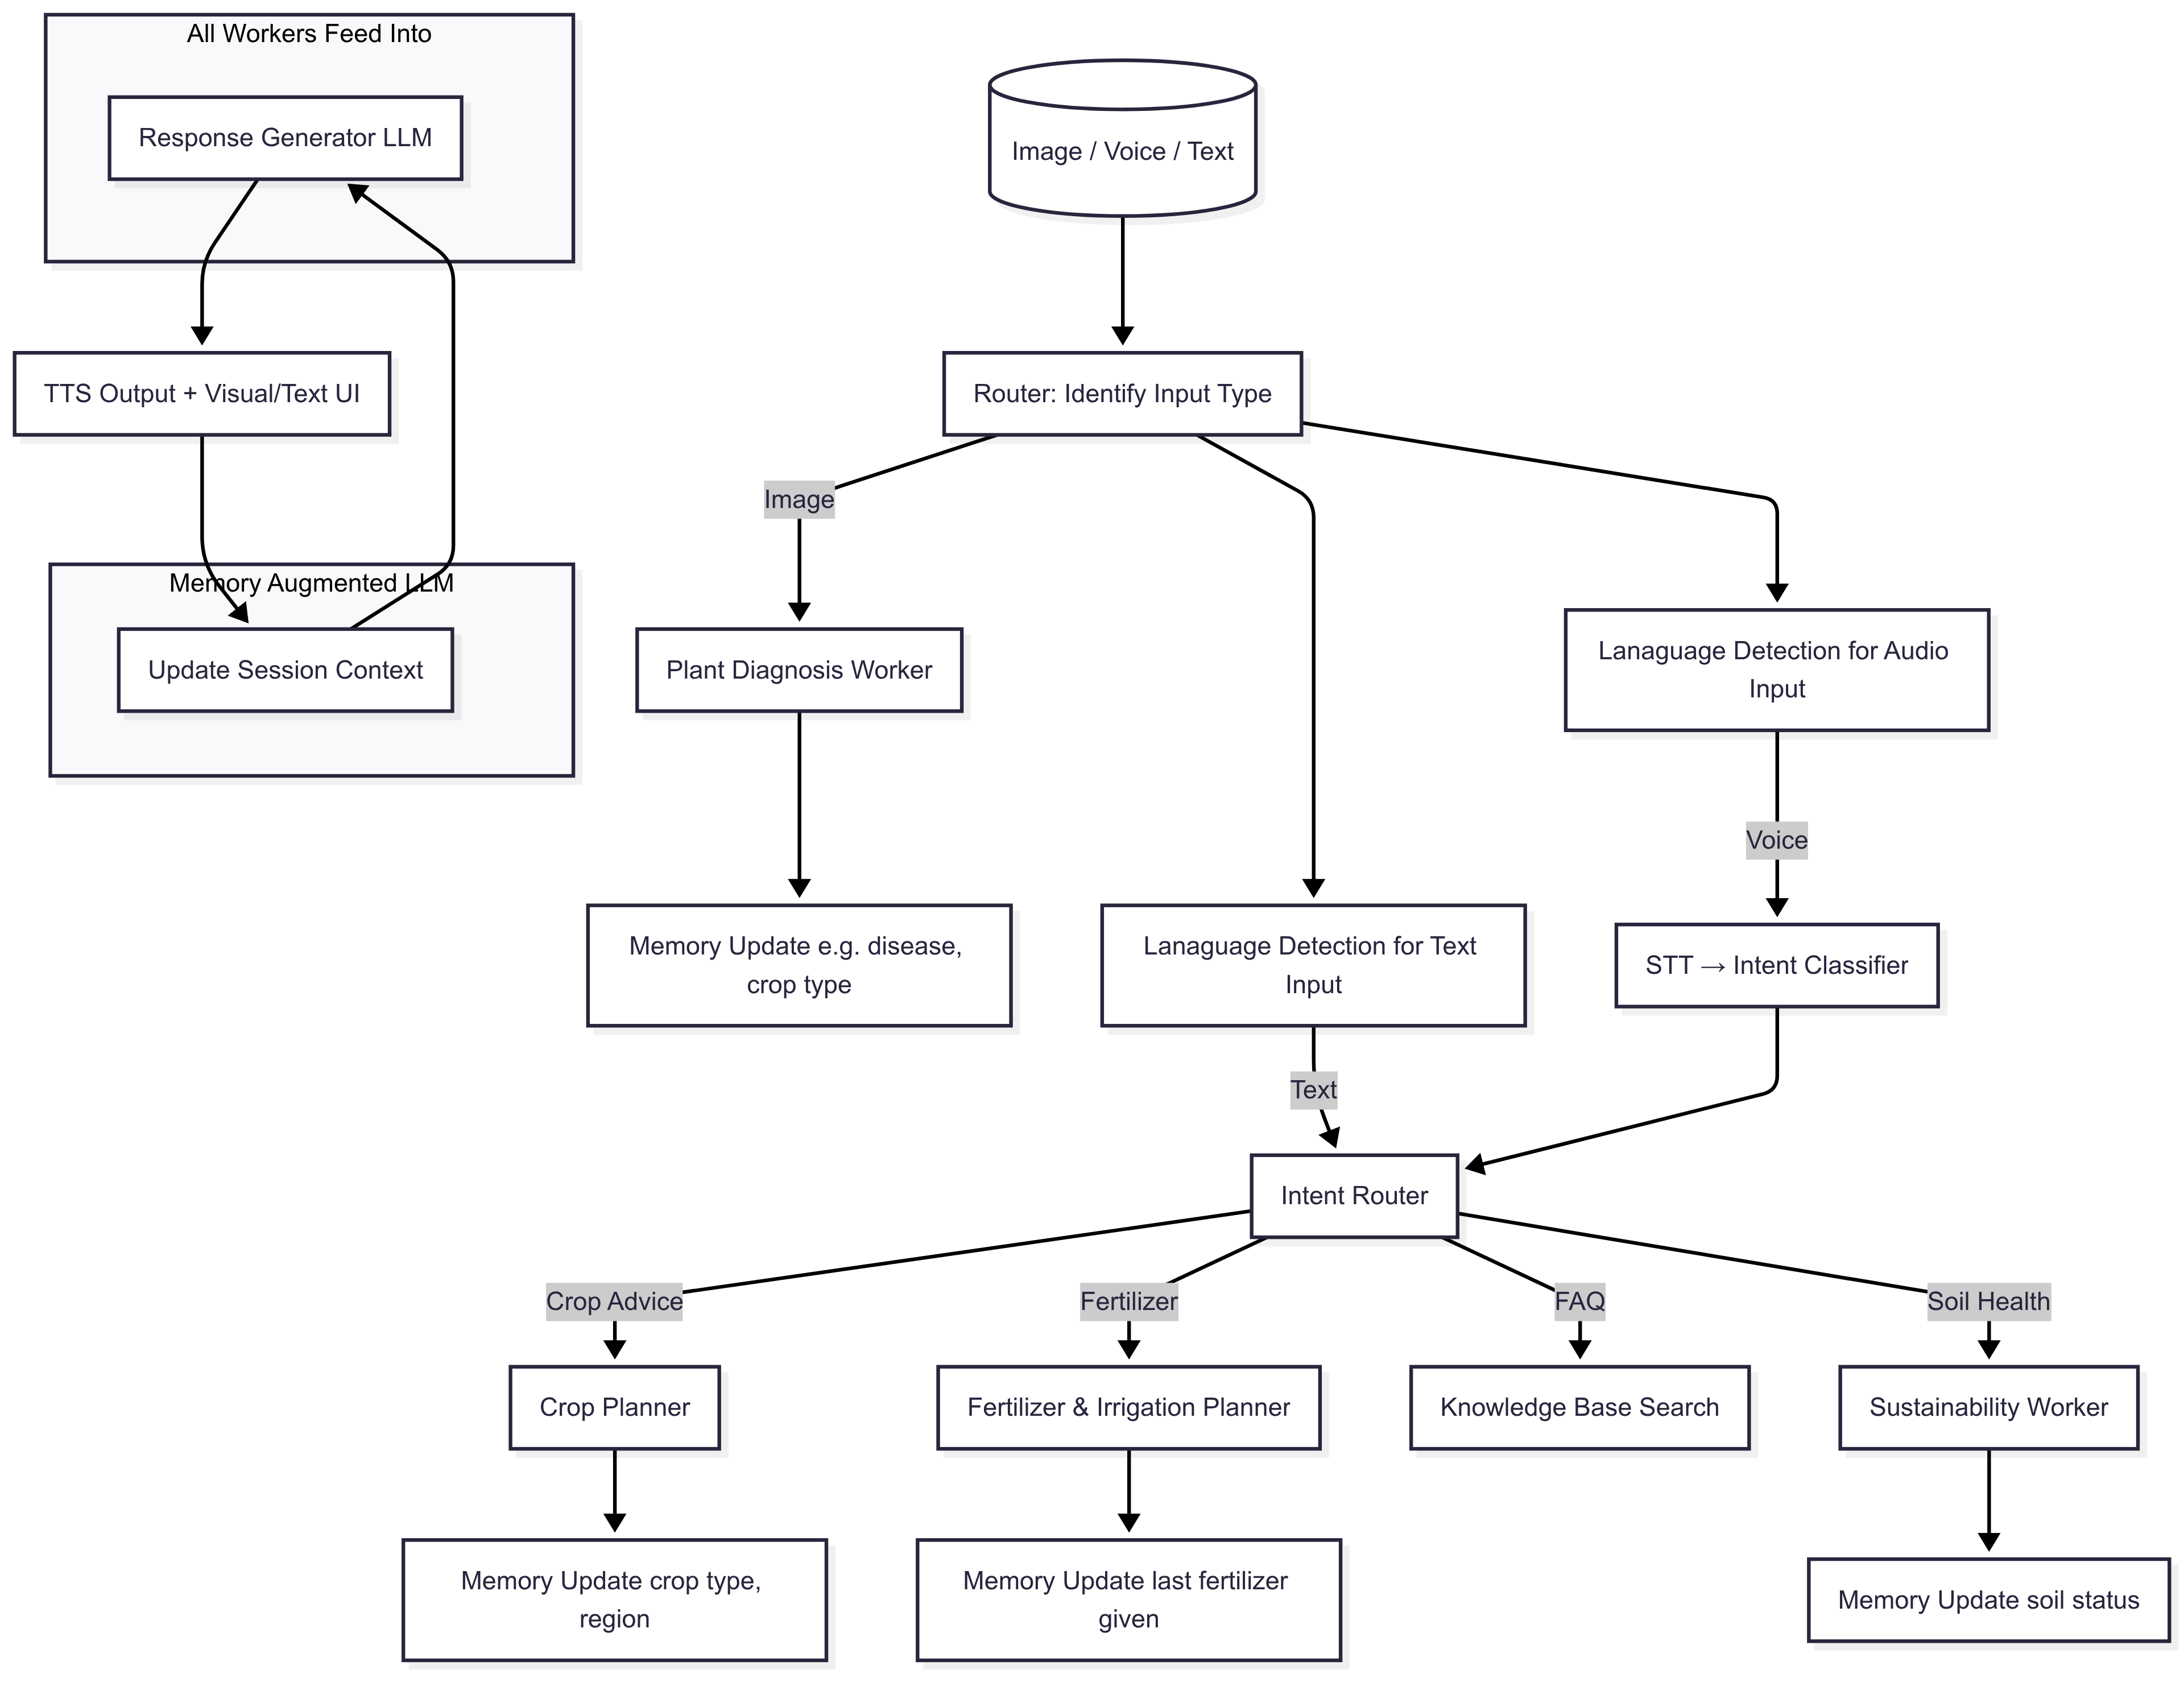 All Workers Feed Into
Response Generator LLM
Image / Voice / Text
TTS Output + Visual/Text UI
Router: Identify Input Type
Image
Memory Augmented LLM
Update Session Context
Plant Diagnosis Worker
Lanaguage Detection for Audio
Input
Voice
Memory Update e.g. disease,
crop type
Lanaguage Detection for Text
Input
STT → Intent Classifier
Text
Intent Router
Crop Advice
Fertilizer
FAQ
Soil Health
Crop Planner
Fertilizer & Irrigation Planner
Knowledge Base Search
Sustainability Worker
Memory Update crop type,
region
Memory Update last fertilizer
given
Memory Update soil status